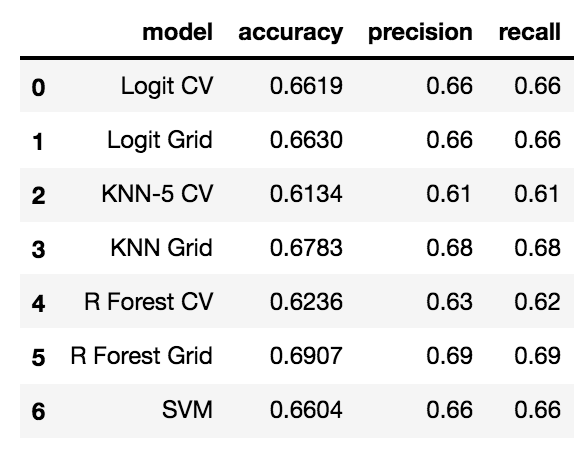 model accuracy precision recall
0 Logit CV 0.6619 0.66 0.66
1 Logit Grid 0.6630 0.66 0.66
2 KNN-5 CV 0.6134 0.61 0.61
3 KNN Grid 0.6783 0.68 0.68
4 R Forest CV 0.6236 0.63 0.62
5 R Forest Grid 0.6907 0.69 0.69
6 SVM 0.6604 0.66 0.66